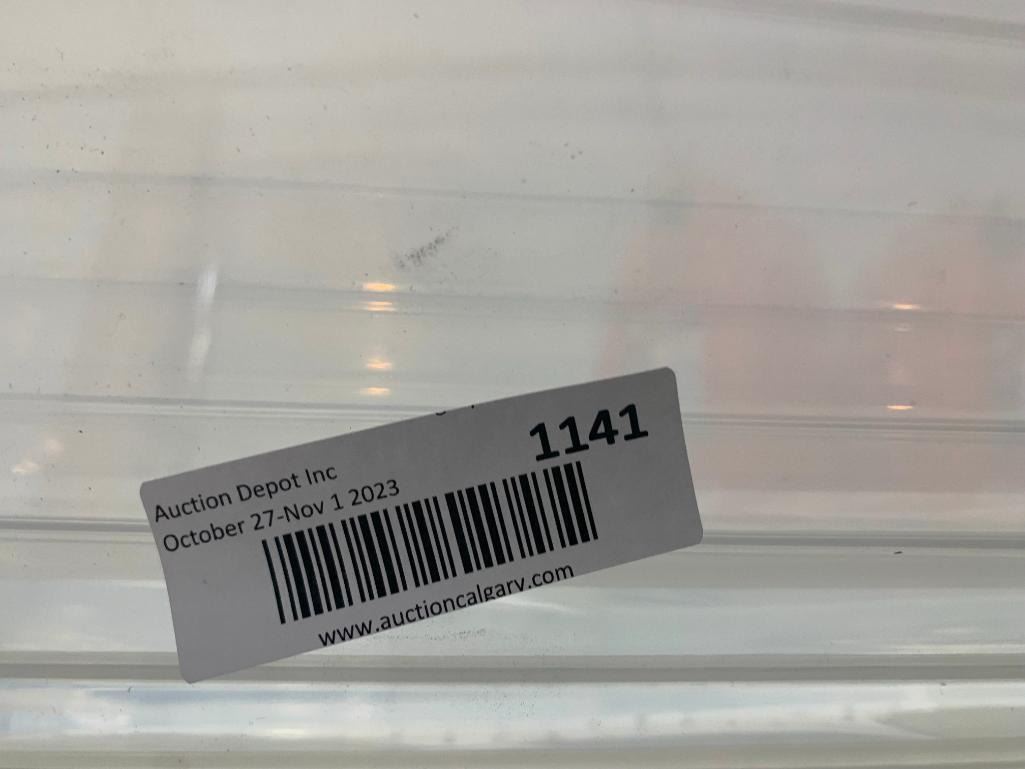 Auction Depot Inc
October 27-Nov 1 2023
1141
www.auctioncalgary.com